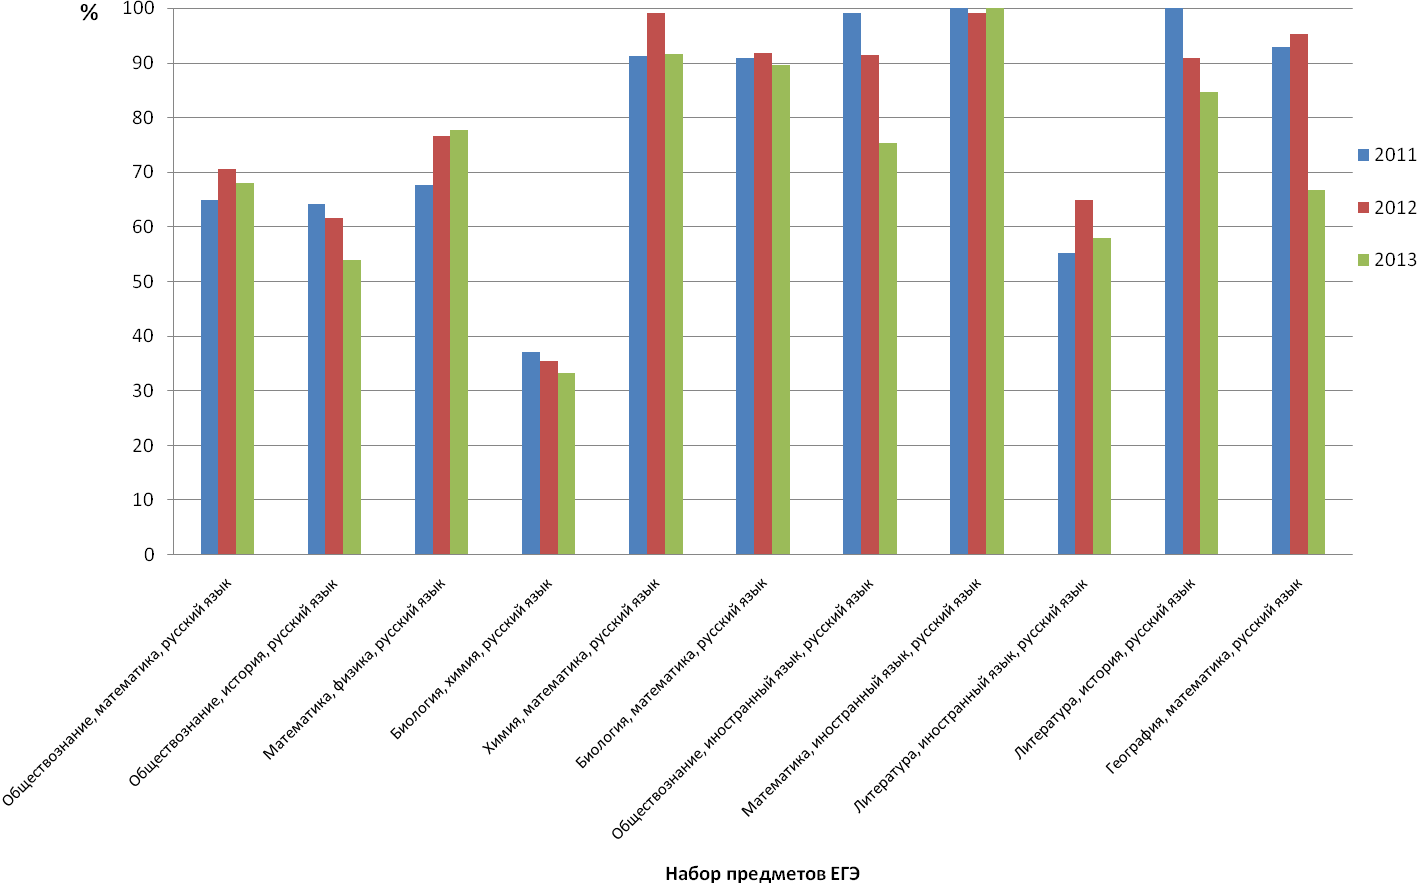 %
100
90
80
70
60
50
40
30
20
10
0
2011
2012
2013
Обществознание, математика, русский язык
Обществознание, история, русский язык
Математика, физика, русский язык
Биология, химия, русский язык
Химия, математика, русский язык
Биология, математика, русский язык
Обществознание, иностранный язык, русский язык
Математика, иностранный язык, русский язык
Литература, иностранный язык, русский язык
Литература, история, русский язык
География, математика, русский язык
Набор предметов ЕГЭ